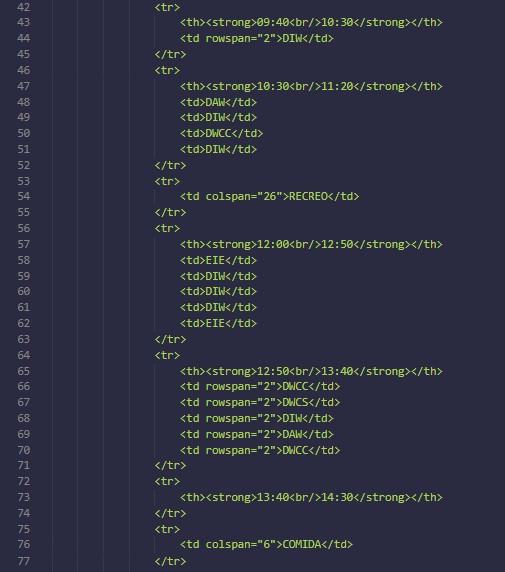 42 <tr>
43 <th><strong>09:40<br/>10:30</strong></th>
44 <td rowspan="2">DIW</td>
45 </tr>
46 <tr>
47 <th><strong>10:30<br/>11:20</strong></th>
48 <td>DAW</td>
49 <td>DIW</td>
50 <td>DWCC</td>
51 <td>DIW</td>
52 </tr>
53 <tr>
54 <td colspan="26">RECREO</td>
55 </tr>
56 <tr>
57 <th><strong>12:00<br/>12:50</strong></th>
58 <td>EIE</td>
59 <td>DIW</td>
60 <td>DIW</td>
61 <td>DIW</td>
62 <td>EIE</td>
63 </tr>
64 <tr>
65 <th><strong>12:50<br/>13:40</strong></th>
66 <td rowspan="2">DWCC</td>
67 <td rowspan="2">DWCS</td>
68 <td rowspan="2">DIW</td>
69 <td rowspan="2">DAW</td>
70 <td rowspan="2">DWCC</td>
71 </tr>
72 <tr>
73 <th><strong>13:40<br/>14:30</strong></th>
74 </tr>
75 <tr>
76 <td colspan="6">COMIDA</td>
77 </tr>